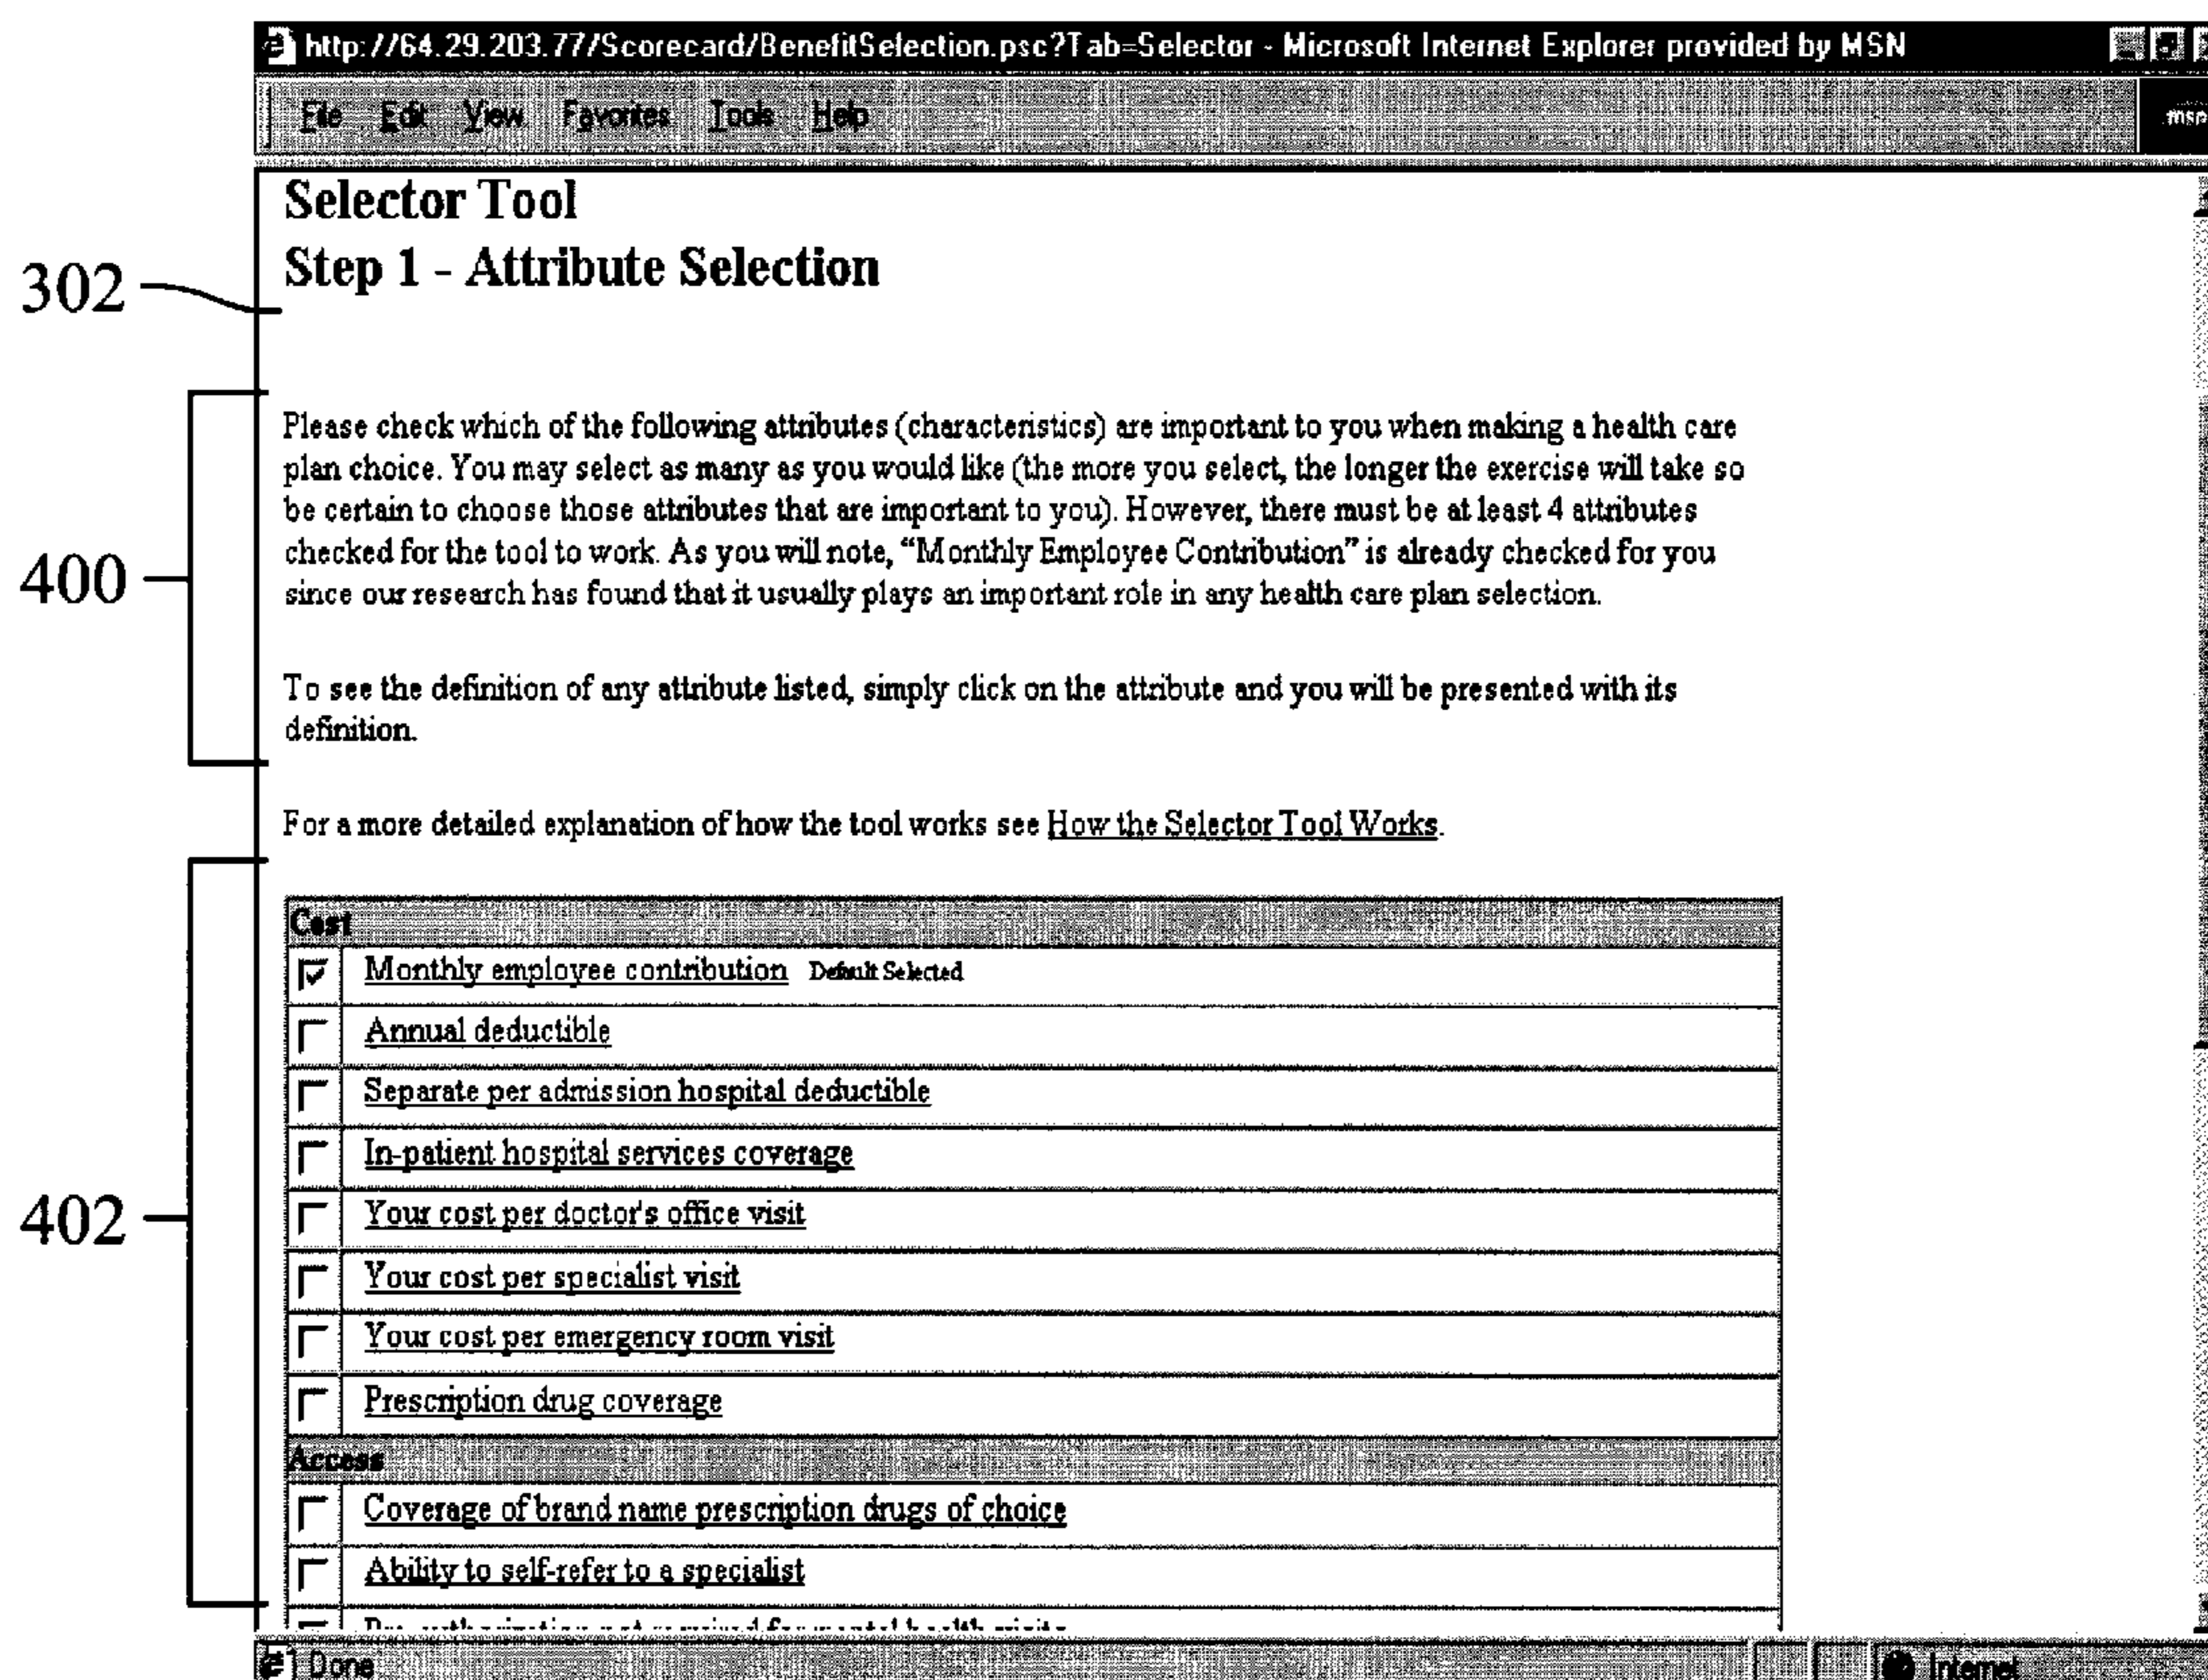 http://64.29.203.77/Scorecard/BenefitSelection.psc?Tab=Selector - Microsoft Internet Explorer provided by MSN
File Edit View Favorites Tools Help
Selector Tool
Step 1 - Attribute Selection
302
Please check which of the following attributes (characteristics) are important to you when making a health care
plan choice. You may select as many as you would like (the more you select, the longer the exercise will take so
be certain to choose those attributes that are important to you). However, there must be at least 4 attributes
checked for the tool to work. As you will note, “Monthly Employee Contribution” is already checked for you
since our research has found that it usually plays an important role in any health care plan selection.
400
To see the definition of any attribute listed, simply click on the attribute and you will be presented with its
definition.
For a more detailed explanation of how the tool works see How the Selector Tool Works.
Cost
Monthly employee contribution Default Selected
Annual deductible
Separate per admission hospital deductible
In-patient hospital services coverage
402
Your cost per doctor's office visit
Your cost per specialist visit
Your cost per emergency room visit
Prescription drug coverage
Access
Coverage of brand name prescription drugs of choice
Ability to self-refer to a specialist
Done
Internet